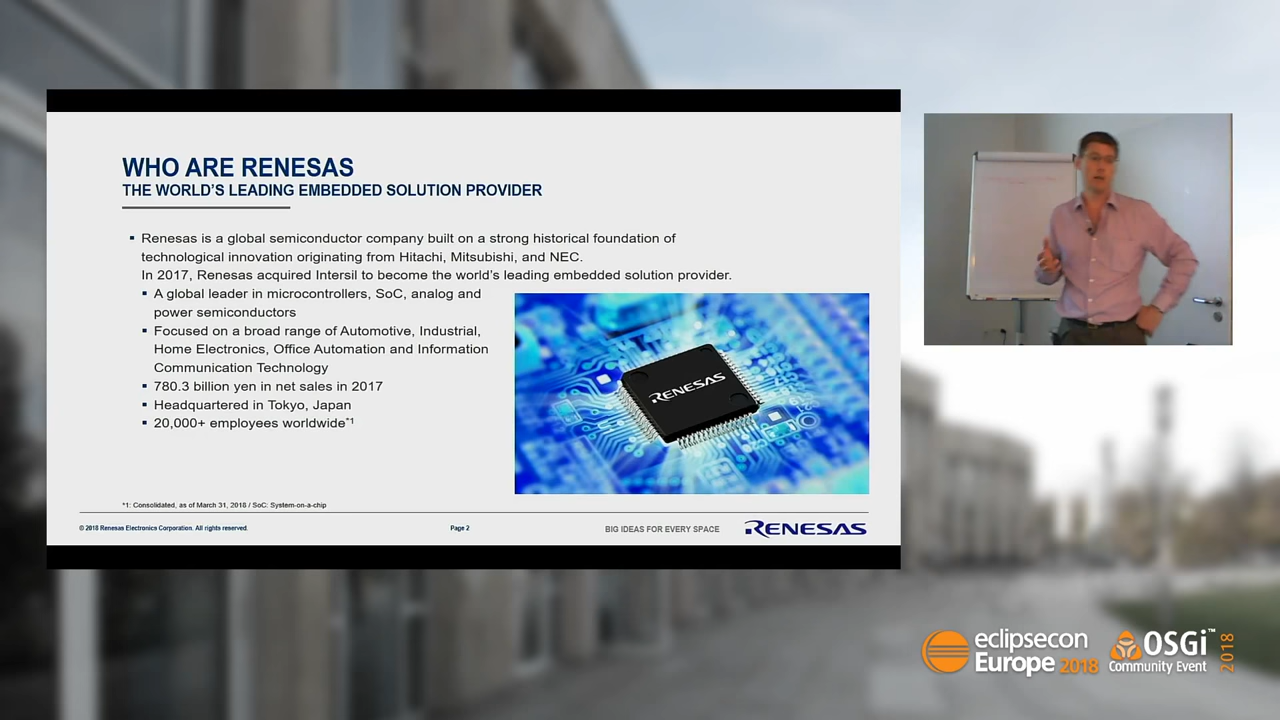 WHO ARE RENESAS
THE WORLD'S LEADING EMBEDDED SOLUTION PROVIDER
▪ Renesas is a global semiconductor company built on a strong historical foundation of
technological innovation originating from Hitachi, Mitsubishi, and NEC.
In 2017, Renesas acquired Intersil to become the world's leading embedded solution provider.
▪ A global leader in microcontrollers, SoC, analog and
power semiconductors
▪ Focused on a broad range of Automotive, Industrial,
Home Electronics, Office Automation and Information
Communication Technology
▪ 780.3 billion yen in net sales in 2017
▪ Headquartered in Tokyo, Japan
▪ 20,000+ employees worldwide*1
RENESAS
*1: Consolidated, as of March 31, 2018 / SoC: System-on-a-chip
© 2018 Renesas Electronics Corporation. All rights reserved.
Page 2
BIG IDEAS FOR EVERY SPACE
RENESAS
eclipsecon
Europe 2018
OSGi™
Community Event
2018